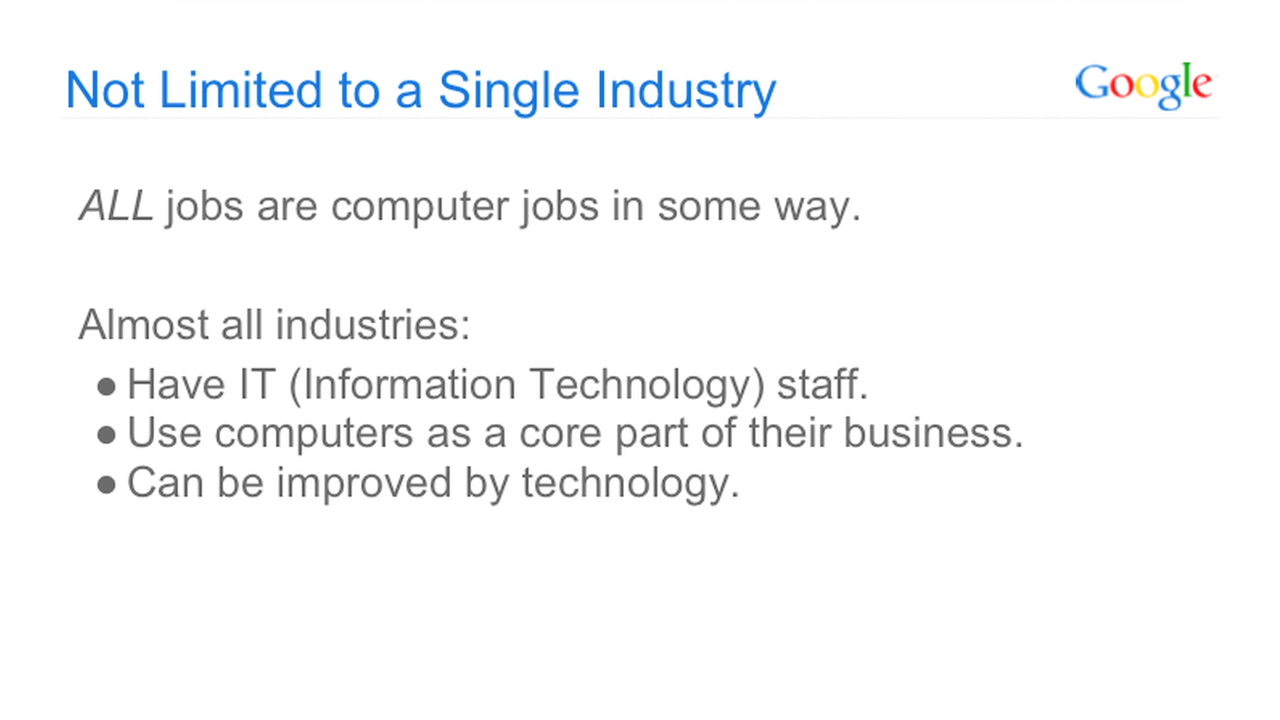 Not Limited to a Single Industry
Google
ALL jobs are computer jobs in some way.
Almost all industries:
● Have IT (Information Technology) staff.
● Use computers as a core part of their business.
● Can be improved by technology.